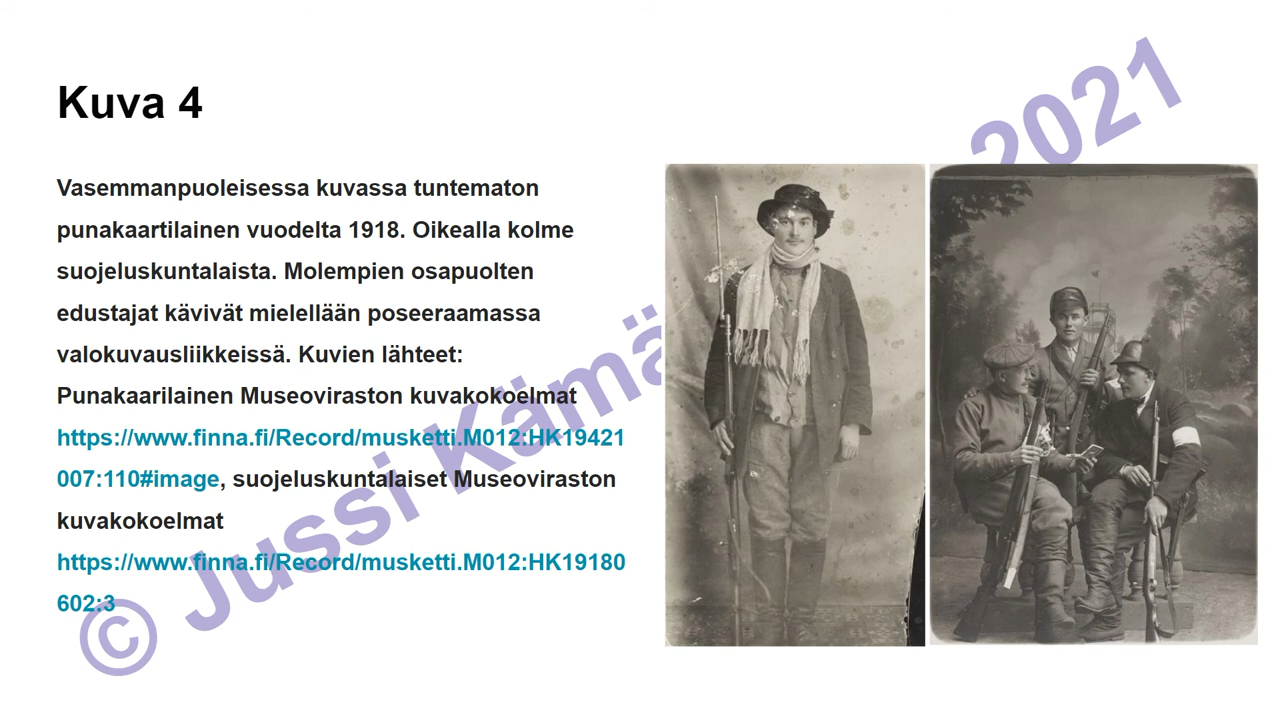 Kuva 4
Vasemmanpuoleisessa kuvassa tuntematon
punakaartilainen vuodelta 1918. Oikealla kolme
suojeluskuntalaista. Molempien osapuolten
edustajat kävivät mielellään poseeraamassa
valokuvausliikkeissä. Kuvien lähteet:
Punakaarilainen Museoviraston kuvakokoelmat
https://www.finna.fi/Record/musketti.M012:HK19421
007:110#image, suojeluskuntalaiset Museoviraston
kuvakokoelmat
https://www.finna.fi/Record/musketti.M012:HK19180
602:3
© Jussi Kämä 2021